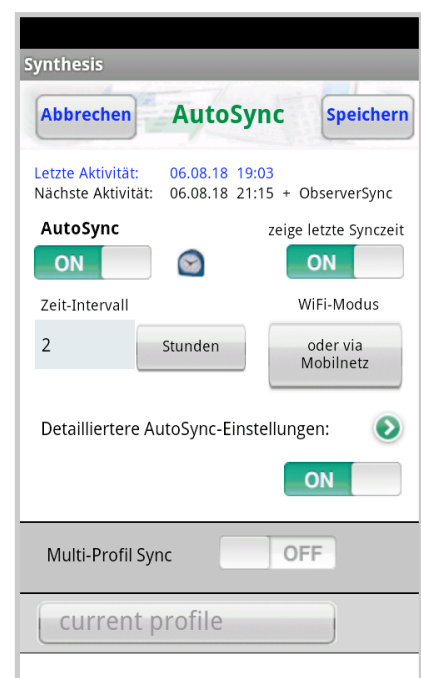 Synthesis
Abbrechen AutoSync Speichern
Letzte Aktivität: 06.08.18 19:03
Nächste Aktivität: 06.08.18 21:15 + ObserverSync
AutoSync zeige letzte Synczeit
ON ON
Zeit-Intervall WiFi-Modus
2 Stunden oder via
Mobilnetz
Detailliertere AutoSync-Einstellungen:
ON
Multi-Profil Sync OFF
current profile